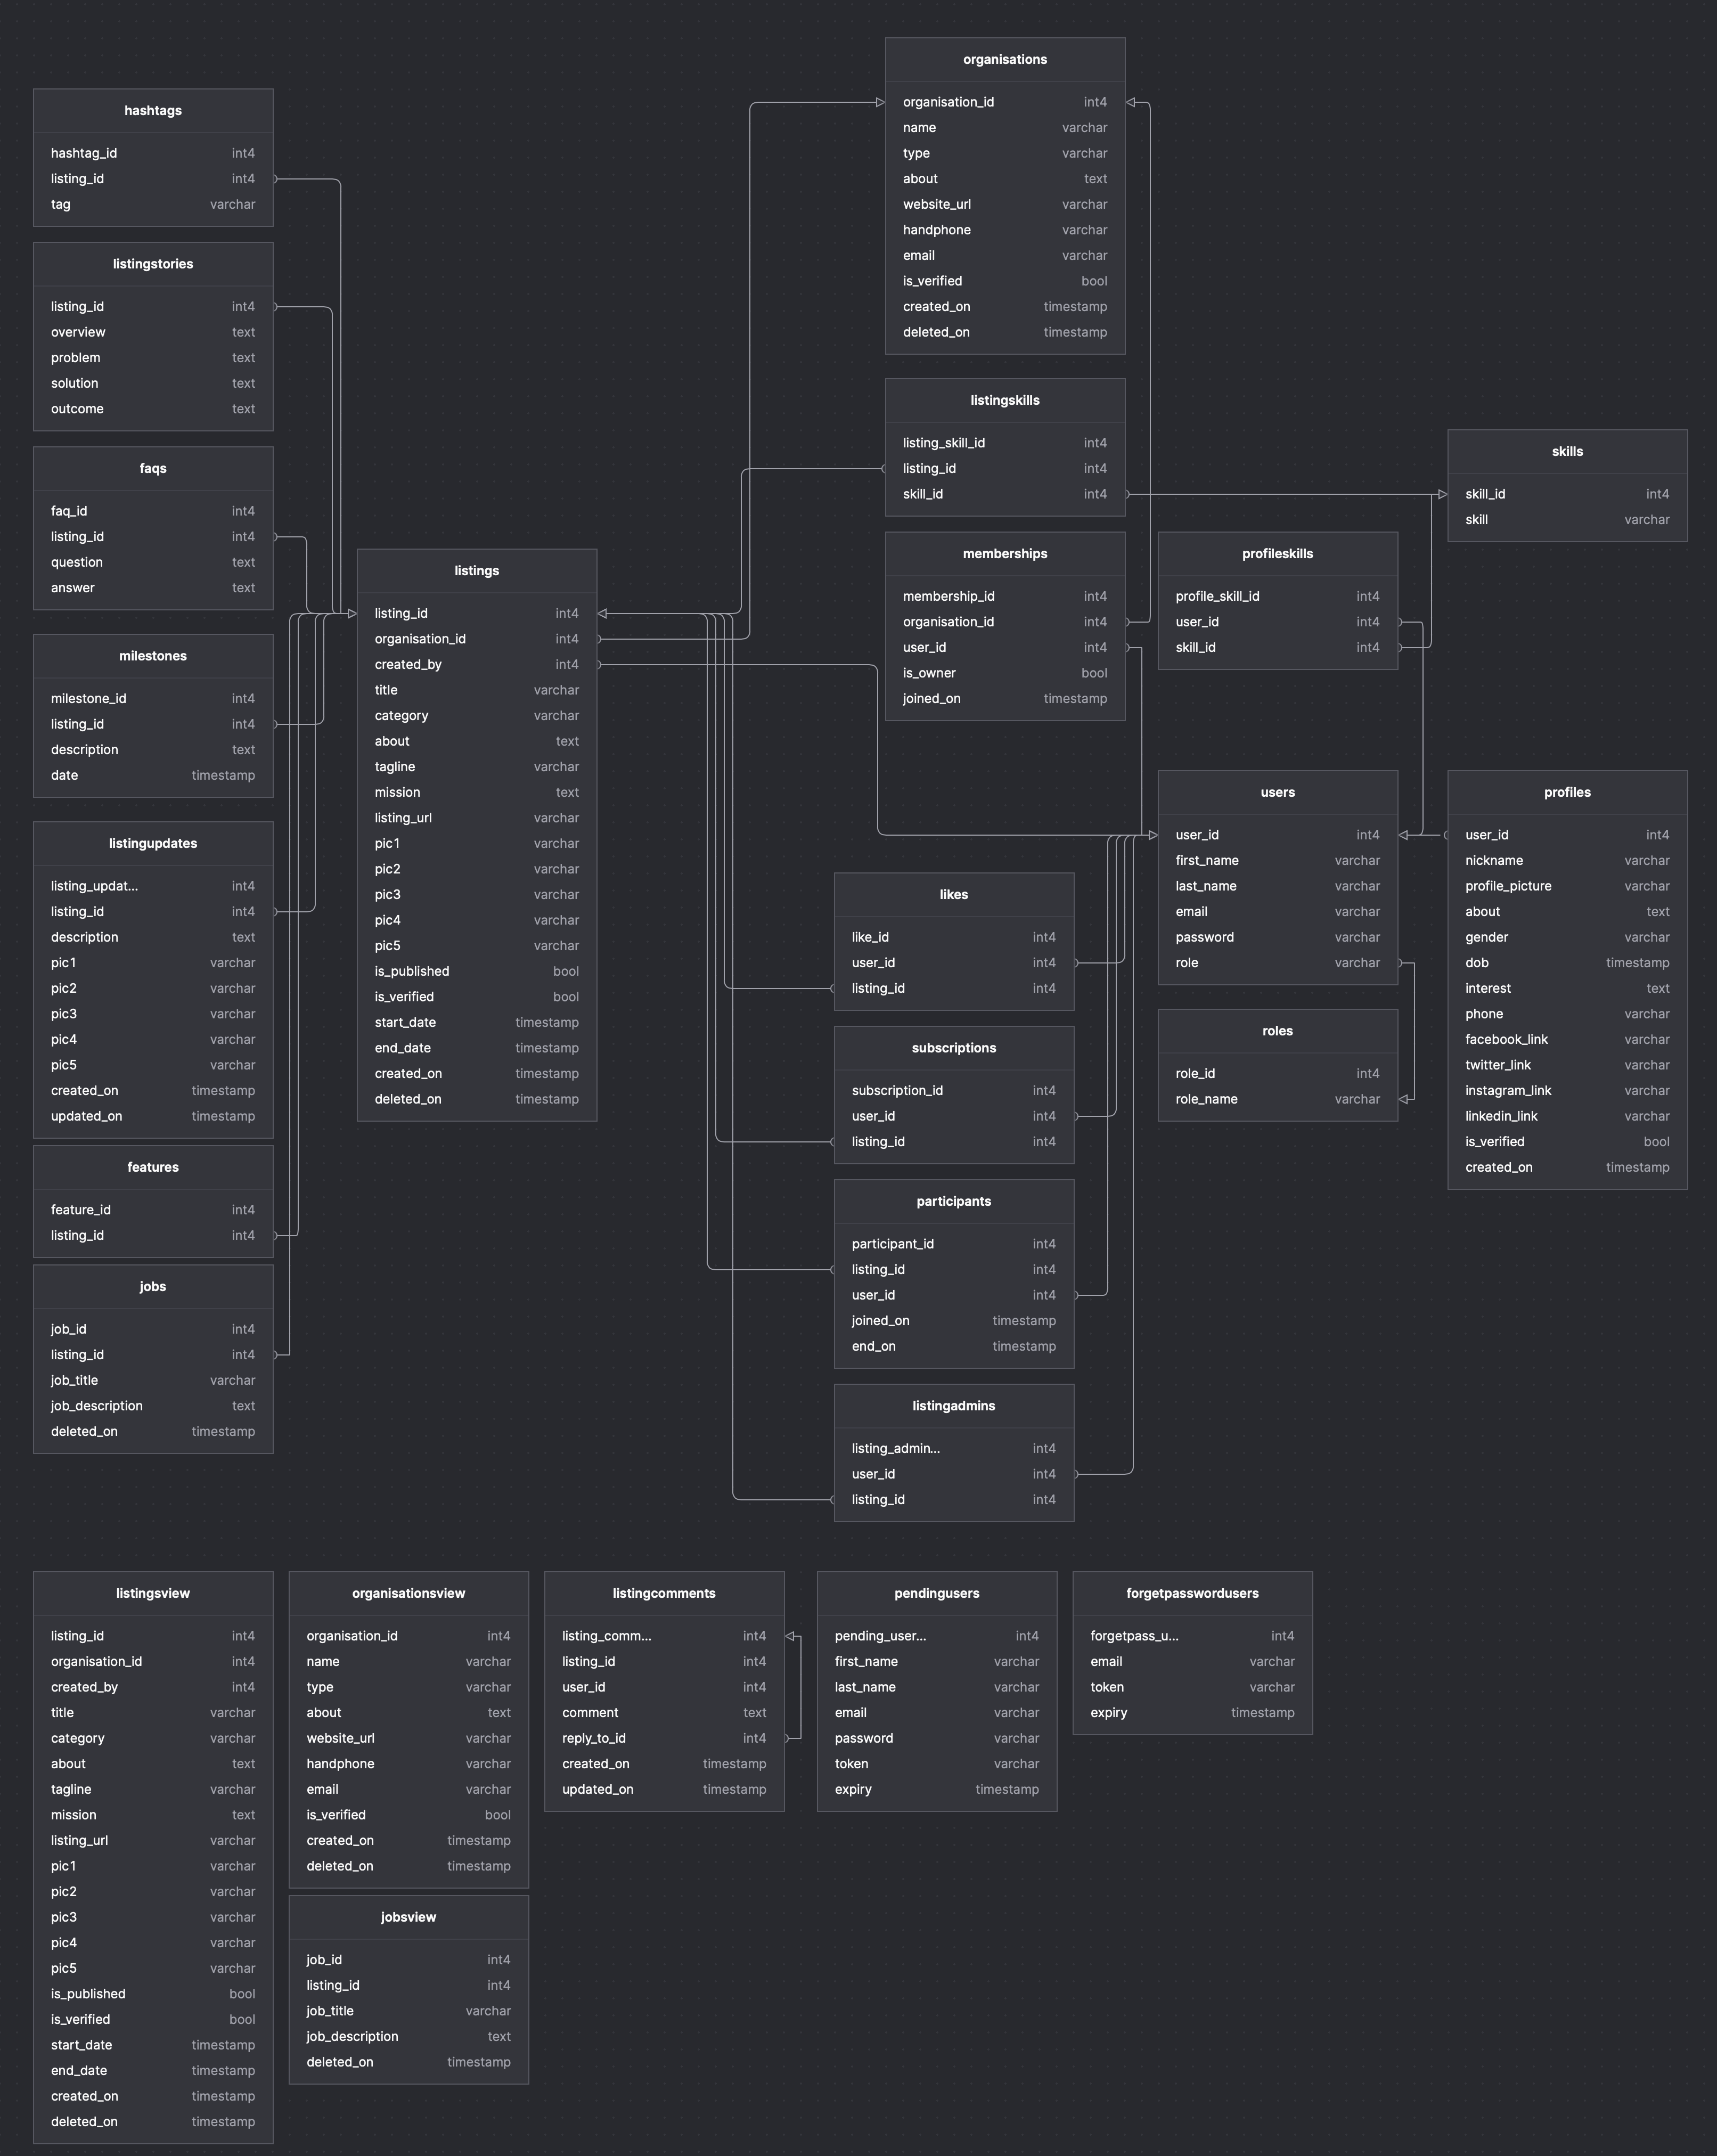 organisations
organisation_id int4
name varchar
type varchar
about text
website_url varchar
handphone varchar
email varchar
is_verified bool
created_on timestamp
deleted_on timestamp
hashtags
hashtag_id int4
listing_id int4
tag varchar
listingstories
listing_id int4
overview text
problem text
solution text
outcome text
faqs
faq_id int4
listing_id int4
question text
answer text
milestones
milestone_id int4
listing_id int4
description text
date timestamp
listingupdates
listing_updat... int4
listing_id int4
description text
pic1 varchar
pic2 varchar
pic3 varchar
pic4 varchar
pic5 varchar
created_on timestamp
updated_on timestamp
features
feature_id int4
listing_id int4
jobs
job_id int4
listing_id int4
job_title varchar
job_description text
deleted_on timestamp
listings
listing_id int4
organisation_id int4
created_by int4
title varchar
category varchar
about text
tagline varchar
mission text
listing_url varchar
pic1 varchar
pic2 varchar
pic3 varchar
pic4 varchar
pic5 varchar
is_published bool
is_verified bool
start_date timestamp
end_date timestamp
created_on timestamp
deleted_on timestamp
listingskills
listing_skill_id int4
listing_id int4
skill_id int4
skills
skill_id int4
skill varchar
memberships
membership_id int4
organisation_id int4
user_id int4
is_owner bool
joined_on timestamp
profileskills
profile_skill_id int4
user_id int4
skill_id int4
users
user_id int4
first_name varchar
last_name varchar
email varchar
password varchar
role varchar
profiles
user_id int4
nickname varchar
profile_picture varchar
about text
gender varchar
dob timestamp
interest text
phone varchar
facebook_link varchar
twitter_link varchar
instagram_link varchar
linkedin_link varchar
is_verified bool
created_on timestamp
likes
like_id int4
user_id int4
listing_id int4
roles
role_id int4
role_name varchar
subscriptions
subscription_id int4
user_id int4
listing_id int4
participants
participant_id int4
listing_id int4
user_id int4
joined_on timestamp
end_on timestamp
listingadmins
listing_admin... int4
user_id int4
listing_id int4
listingsview
listing_id int4
organisation_id int4
created_by int4
title varchar
category varchar
about text
tagline varchar
mission text
listing_url varchar
pic1 varchar
pic2 varchar
pic3 varchar
pic4 varchar
pic5 varchar
is_published bool
is_verified bool
start_date timestamp
end_date timestamp
created_on timestamp
deleted_on timestamp
organisationsview
organisation_id int4
name varchar
type varchar
about text
website_url varchar
handphone varchar
email varchar
is_verified bool
created_on timestamp
deleted_on timestamp
jobsview
job_id int4
listing_id int4
job_title varchar
job_description text
deleted_on timestamp
listingcomments
listing_comm... int4
listing_id int4
user_id int4
comment text
reply_to_id int4
created_on timestamp
updated_on timestamp
pendingusers
pending_user... int4
first_name varchar
last_name varchar
email varchar
password varchar
token varchar
expiry timestamp
forgetpasswordusers
forgetpass_u... int4
email varchar
token varchar
expiry timestamp